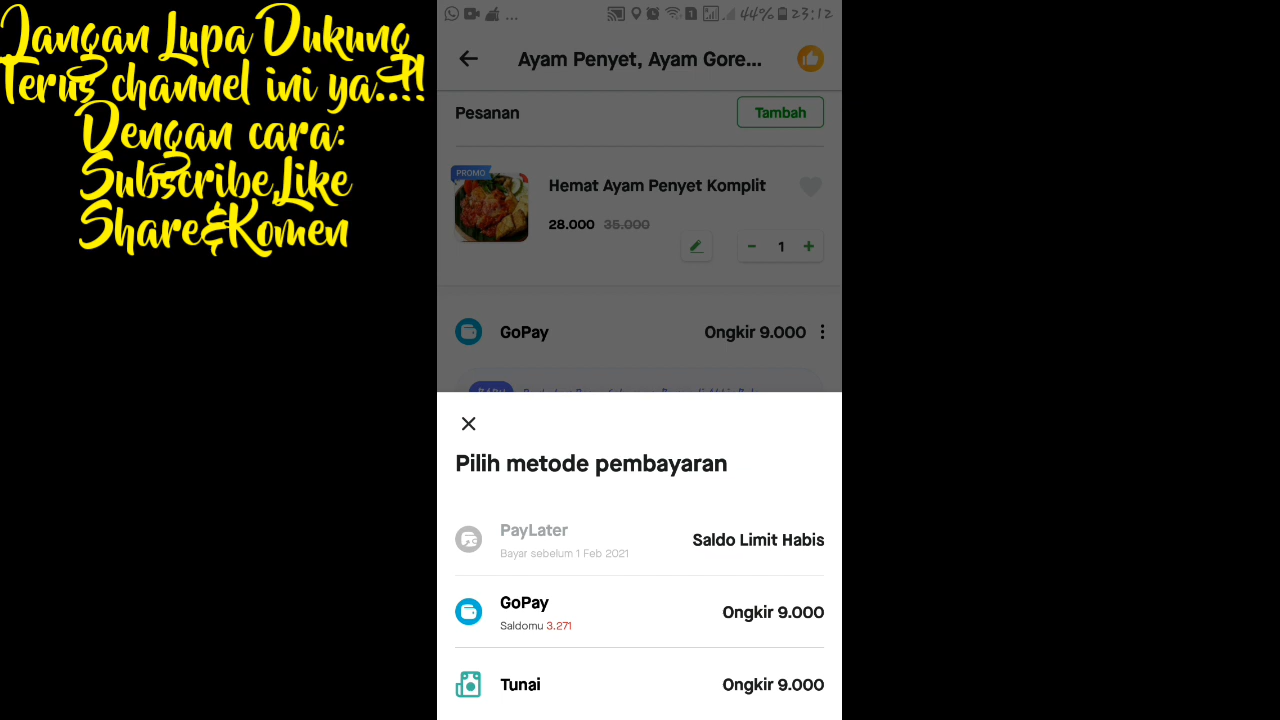 Jangan Lupa Dukung
Terus channel ini ya..!!
Dengan cara:
Subscribe,Like
Share&Komen
... 44% 23:12
Ayam Penyet, Ayam Gore...
Pesanan
Tambah
PROMO
Hemat Ayam Penyet Komplit
28.000 35.000
1
GoPay
Ongkir 9.000
Pilih metode pembayaran
PayLater
Bayar sebelum 1 Feb 2021
Saldo Limit Habis
GoPay
Saldomu 3.271
Ongkir 9.000
Tunai
Ongkir 9.000